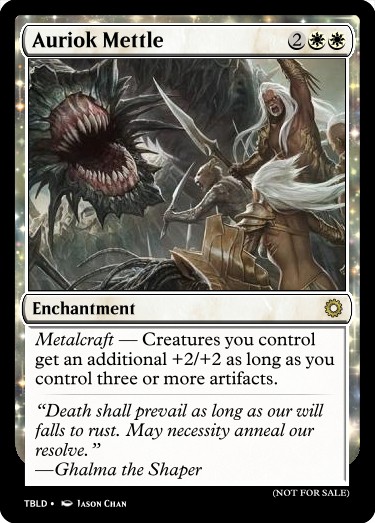 Auriok Mettle 2
Enchantment
Metalcraft — Creatures you control
get an additional +2/+2 as long as you
control three or more artifacts.
“Death shall prevail as long as our will
falls to rust. May necessity anneal our
resolve.”
—Ghalma the Shaper
(NOT FOR SALE)
TBLD • Jason Chan